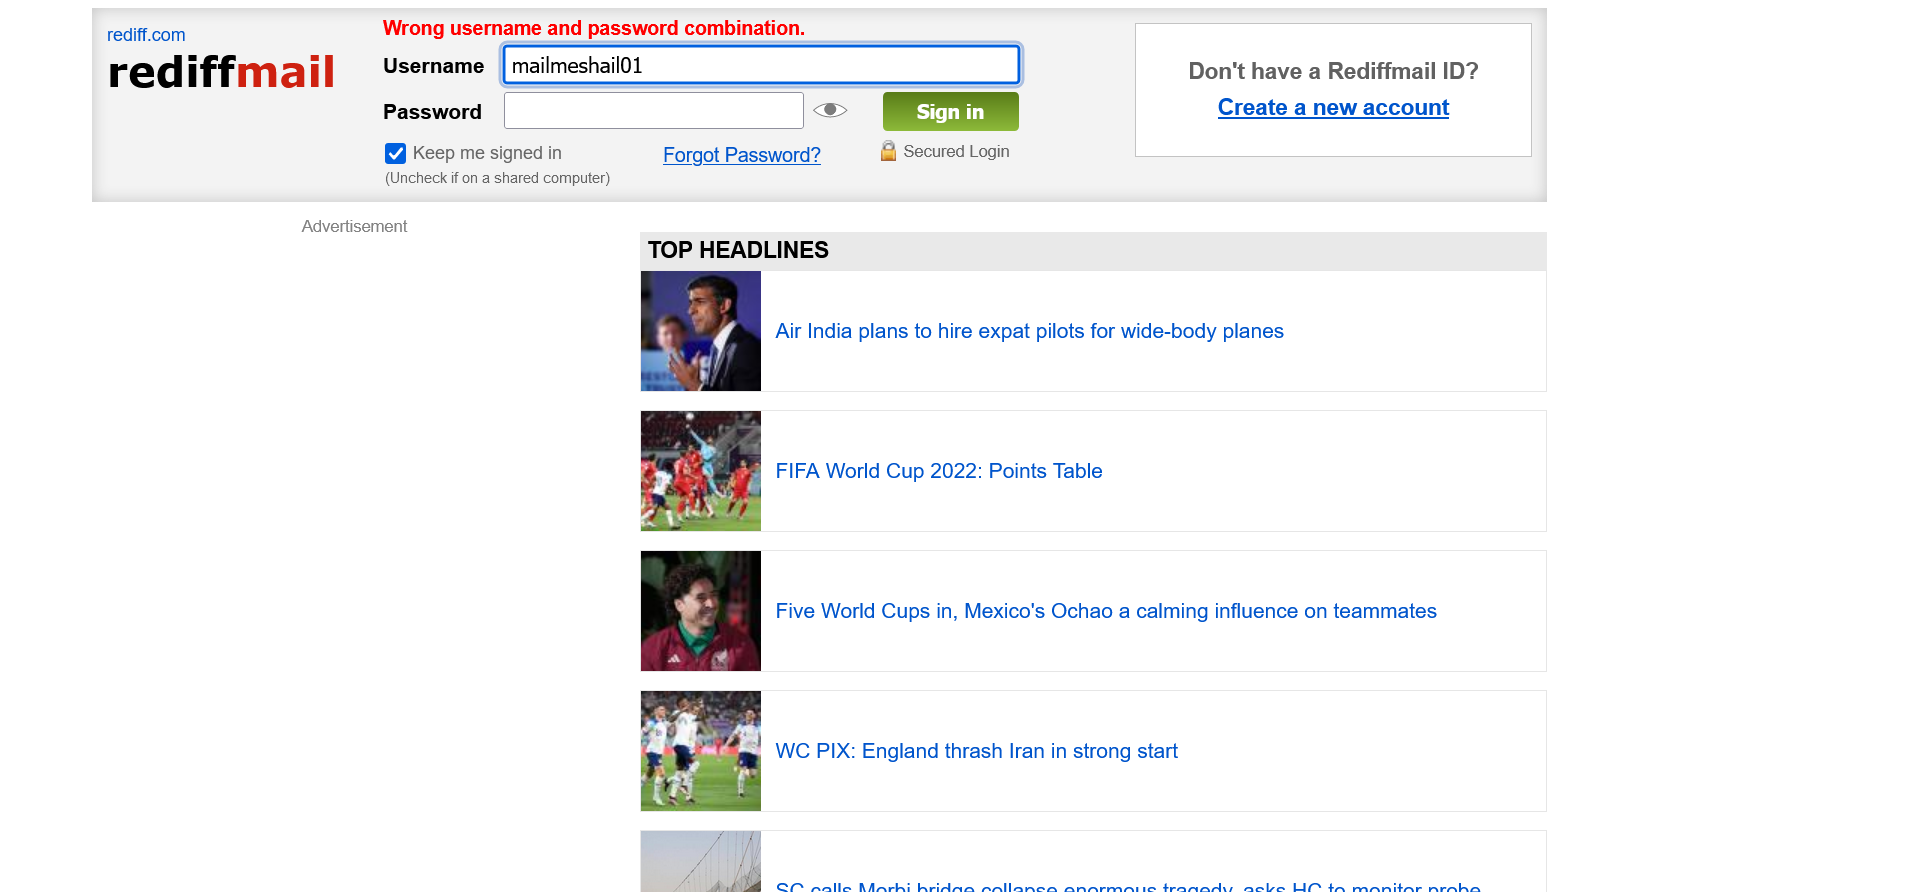 rediff.com
rediffmail
Wrong username and password combination.
Username mailmeshail01
Password Sign in
Keep me signed in Forgot Password? Secured Login
(Uncheck if on a shared computer)
Don't have a Rediffmail ID?
Create a new account
Advertisement
TOP HEADLINES
Air India plans to hire expat pilots for wide-body planes
FIFA World Cup 2022: Points Table
Five World Cups in, Mexico's Ochao a calming influence on teammates
WC PIX: England thrash Iran in strong start
SC calls Morbi bridge collapse enormous tragedy, asks HC to monitor probe